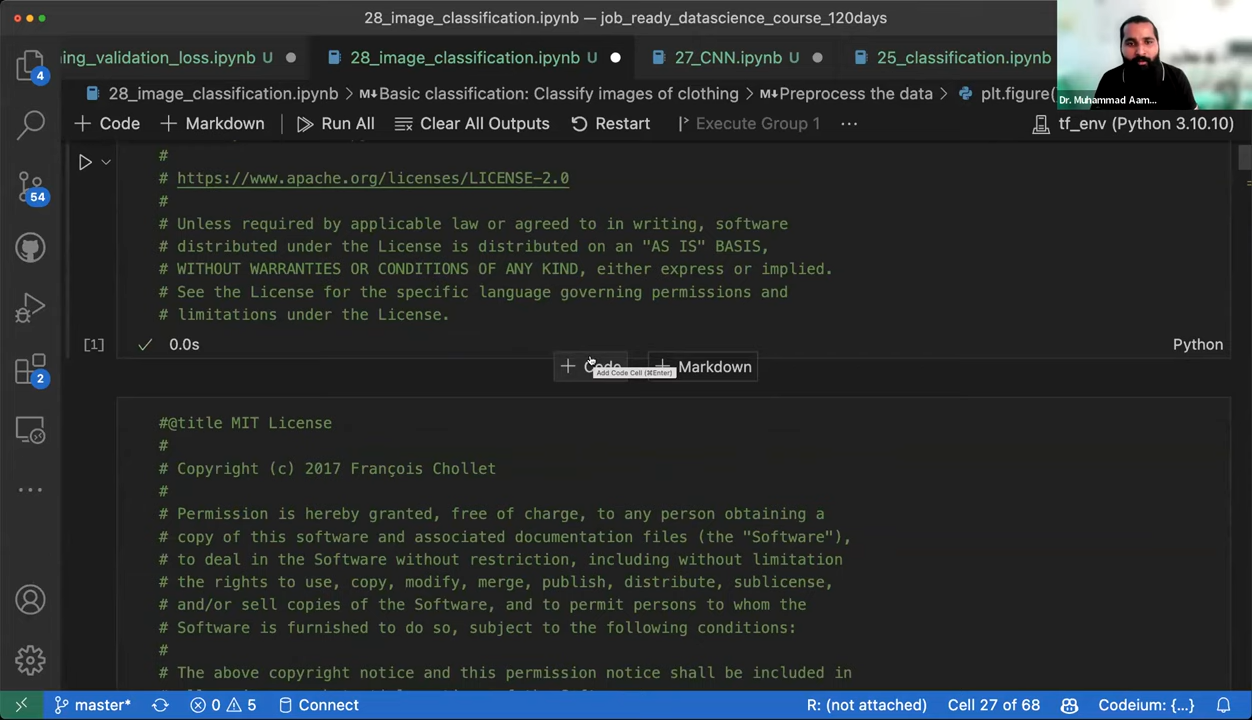 28_image_classification.ipynb — job_ready_datascience_course_120days
ning_validation_loss.ipynb U
28_image_classification.ipynb U
27_CNN.ipynb U
25_classification.ipynb
28_image_classification.ipynb > M↓Basic classification: Classify images of clothing > M↓Preprocess the data > plt.figure(
Dr. Muhammad Aam...
+ Code + Markdown Run All Clear All Outputs Restart Execute Group 1 ... tf_env (Python 3.10.10)
#
# https://www.apache.org/licenses/LICENSE-2.0
#
# Unless required by applicable law or agreed to in writing, software
# distributed under the License is distributed on an "AS IS" BASIS,
# WITHOUT WARRANTIES OR CONDITIONS OF ANY KIND, either express or implied.
# See the License for the specific language governing permissions and
# limitations under the License.
[1] 0.0s Python
+ Code + Markdown
Add Code Cell (⌘Enter)
#@title MIT License
#
# Copyright (c) 2017 François Chollet
#
# Permission is hereby granted, free of charge, to any person obtaining a
# copy of this software and associated documentation files (the "Software"),
# to deal in the Software without restriction, including without limitation
# the rights to use, copy, modify, merge, publish, distribute, sublicense,
# and/or sell copies of the Software, and to permit persons to whom the
# Software is furnished to do so, subject to the following conditions:
#
# The above copyright notice and this permission notice shall be included in
4
54
2
master* 0 5 Connect R: (not attached) Cell 27 of 68 Codeium: {...}